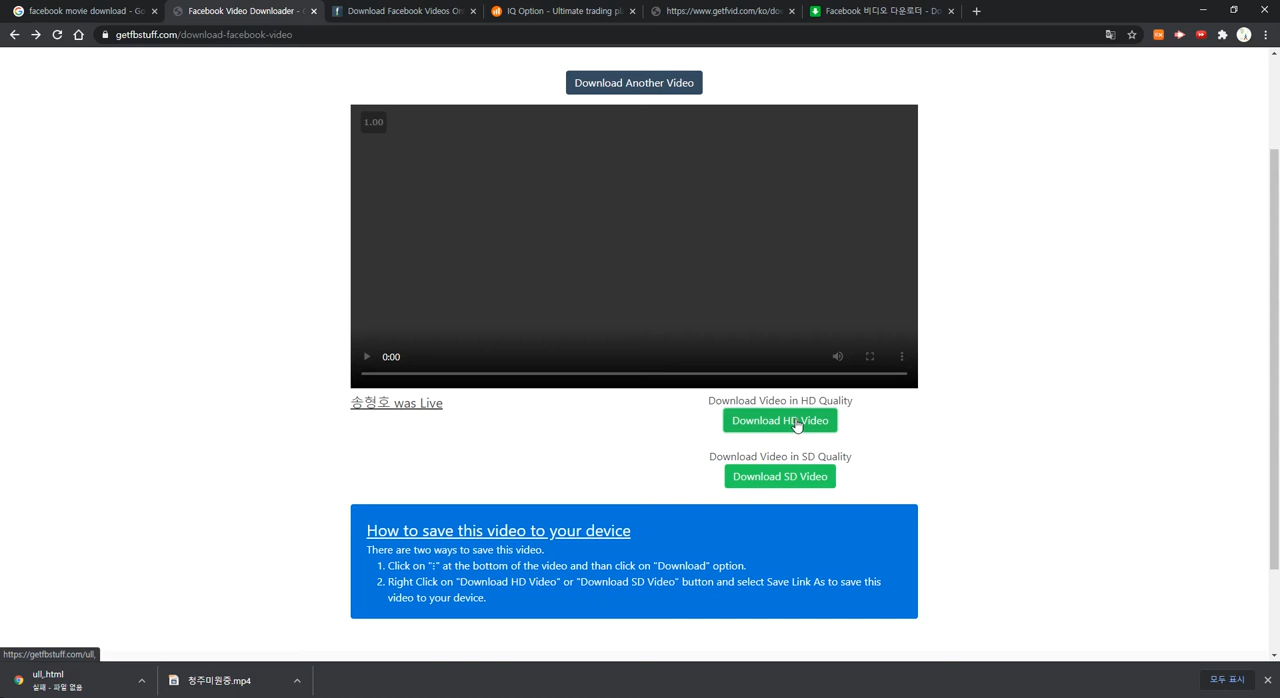 facebook movie download - Go
Facebook Video Downloader -
Download Facebook Videos On
IQ Option - Ultimate trading pl
https://www.getfvid.com/ko/do
Facebook 비디오 다운로더 - Do
getfbstuff.com/download-facebook-video
Download Another Video
1.00
0:00
송형호 was Live
Download Video in HD Quality
Download HD Video
Download Video in SD Quality
Download SD Video
How to save this video to your device
There are two ways to save this video.
1. Click on "⋮" at the bottom of the video and than click on "Download" option.
2. Right Click on "Download HD Video" or "Download SD Video" button and select Save Link As to save this
video to your device.
https://getfbstuff.com/ull,
ull,.html
실패 - 파일 없음
청주미원중.mp4
모두 표시